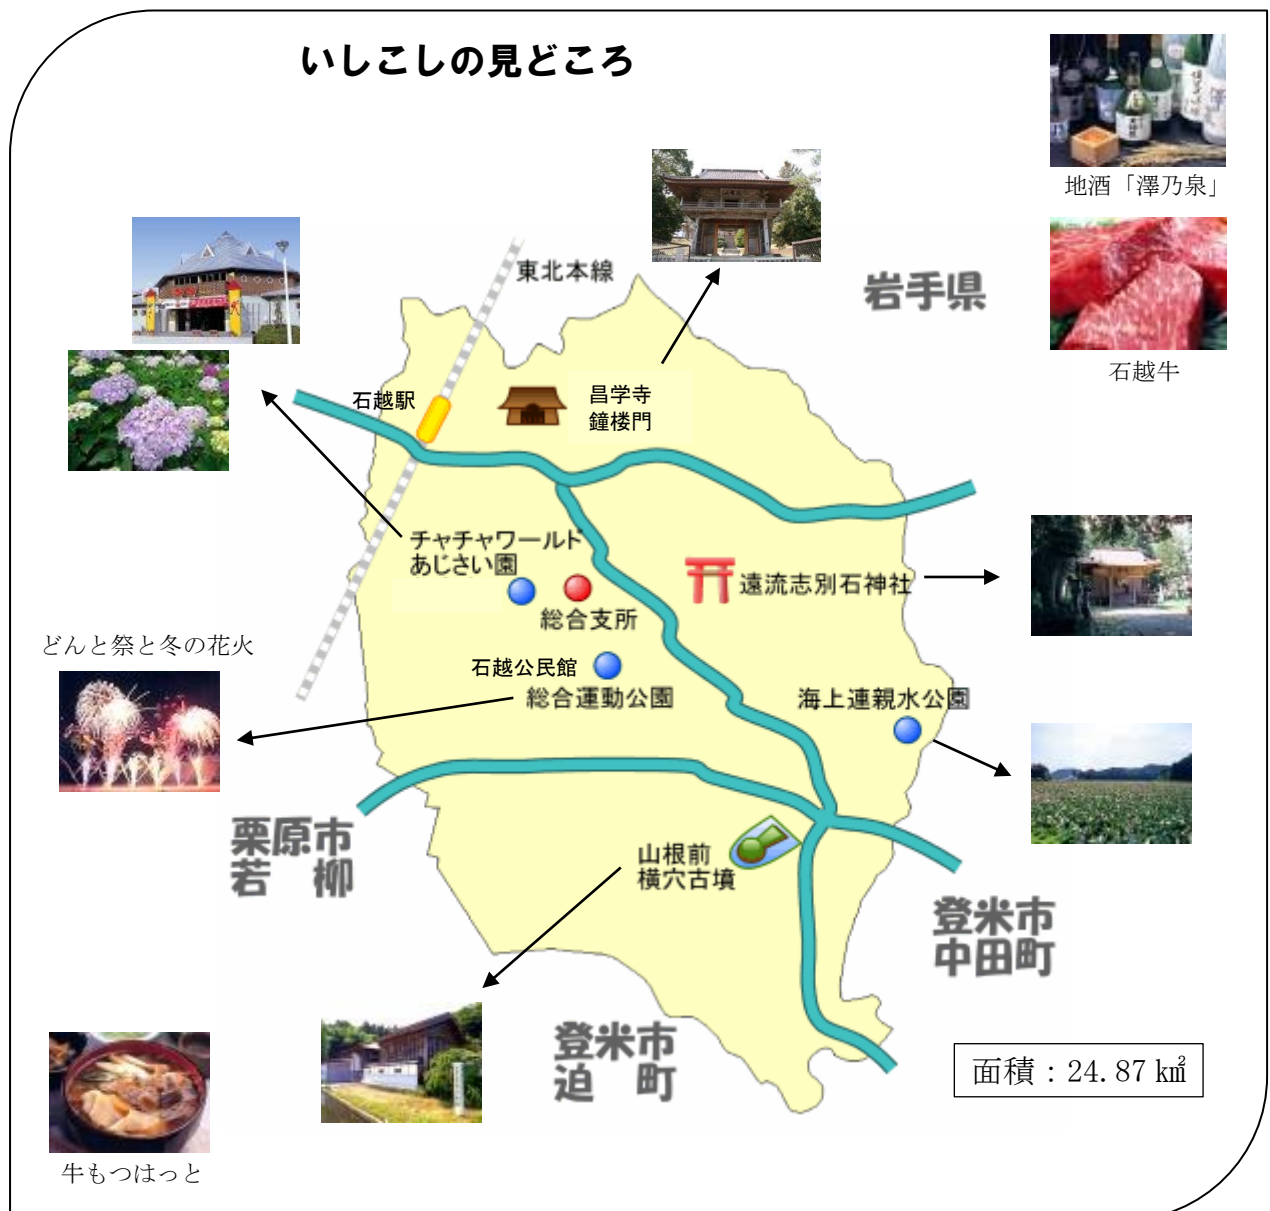 いしこしの見どころ
地酒「澤乃泉」
東北本線
岩手県
石越牛
石越駅
昌学寺
鐘楼門
チャチャワールド
あじさい園
遠流志別石神社
総合支所
どんと祭と冬の花火
石越公民館
総合運動公園
海上連親水公園
栗原市
若 柳
山根前
横穴古墳
登米市
中田町
登米市
迫 町
面積：24.87㎢
牛もつはっと